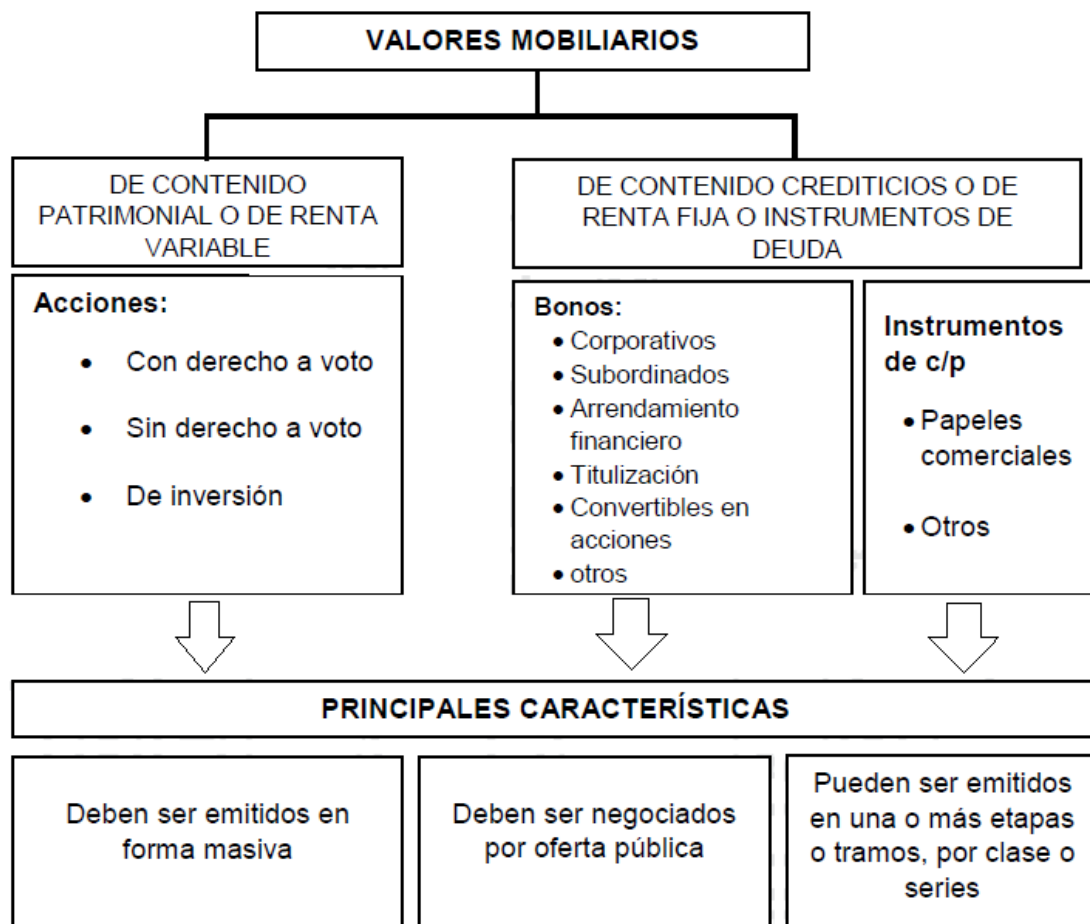 VALORES MOBILIARIOS
DE CONTENIDO
PATRIMONIAL O DE RENTA
VARIABLE
DE CONTENIDO CREDITICIOS O DE
RENTA FIJA O INSTRUMENTOS DE
DEUDA
Acciones:
• Con derecho a voto
• Sin derecho a voto
• De inversión
Bonos:
• Corporativos
• Subordinados
• Arrendamiento
financiero
• Titulización
• Convertibles en
acciones
• otros
Instrumentos
de c/p
• Papeles
comerciales
• Otros
PRINCIPALES CARACTERÍSTICAS
Deben ser emitidos en
forma masiva
Deben ser negociados
por oferta pública
Pueden ser emitidos
en una o más etapas
o tramos, por clase o
series